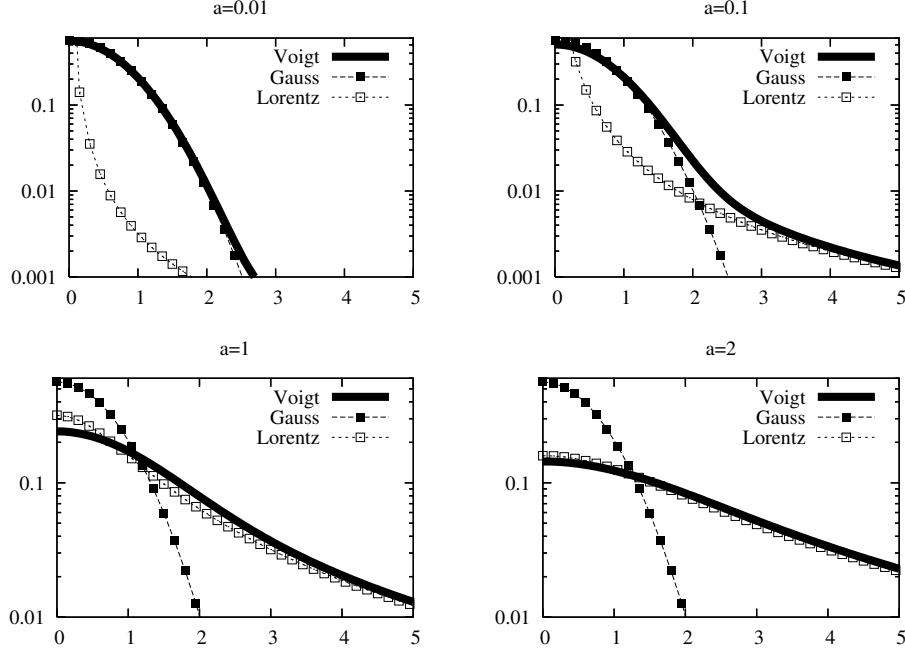 a=0.01
Voigt
Gauss
Lorentz
0.1
0.01
0.001
0 1 2 3 4 5
a=0.1
Voigt
Gauss
Lorentz
0.1
0.01
0.001
0 1 2 3 4 5
a=1
Voigt
Gauss
Lorentz
0.1
0.01
0 1 2 3 4 5
a=2
Voigt
Gauss
Lorentz
0.1
0.01
0 1 2 3 4 5